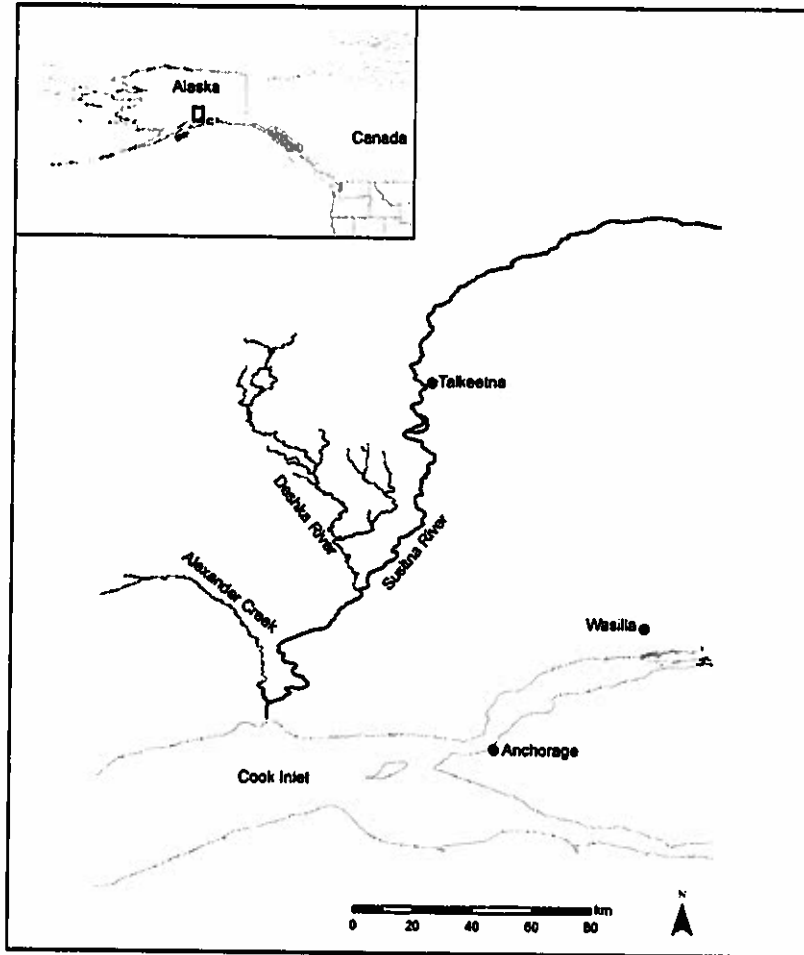 Alaska
Canada
Talkeetna
Deshka River
Susitna River
Alexander Creek
Wasilla
Anchorage
Cook Inlet
N
km
0 20 40 60 80